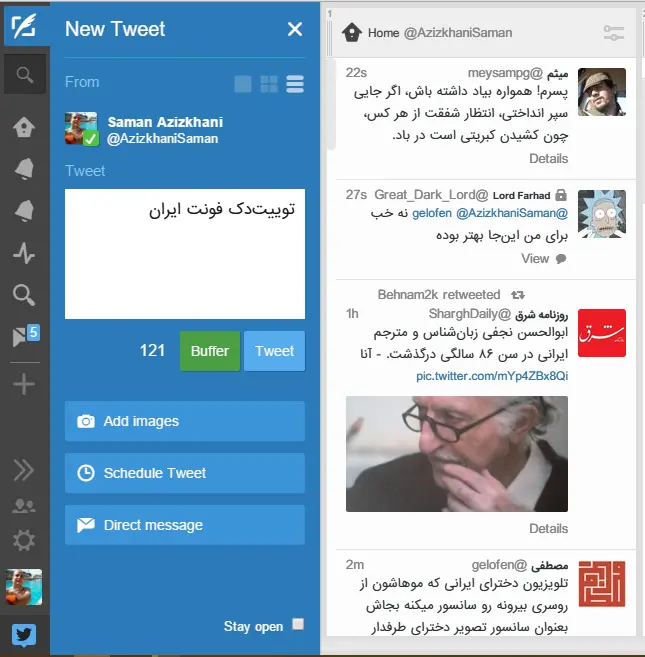 New Tweet
From
Saman Azizkhani
@AzizkhaniSaman
Tweet
توییت‌دک فونت ایران
121
Buffer
Tweet
Add images
Schedule Tweet
Direct message
Stay open
5
1
Home @AzizkhaniSaman
میثم @meysampg 22s
پسرم! همواره بیاد داشته باش، اگر جایی
سپر انداختی، انتظار شفقت از هر کس،
چون کشیدن کبریتی است در باد.
Details
Lord Farhad @Great_Dark_Lord 27s
@gelofen @AzizkhaniSaman نه خب
برای من این‌جا بهتر بوده
View
Behnam2k retweeted
روزنامه شرق @SharghDaily 1h
ابوالحسن نجفی زبان‌شناس و مترجم
ایرانی در سن ۸۶ سالگی درگذشت. - آنا
pic.twitter.com/mYp4ZBx8Qi
شرق
Details
مصطفی @gelofen 2m
تلویزیون دخترای ایرانی که موهاشون از
روسری بیرونه رو سانسور میکنه بجاش
بعنوان سانسور تصویر دخترای طرفدار